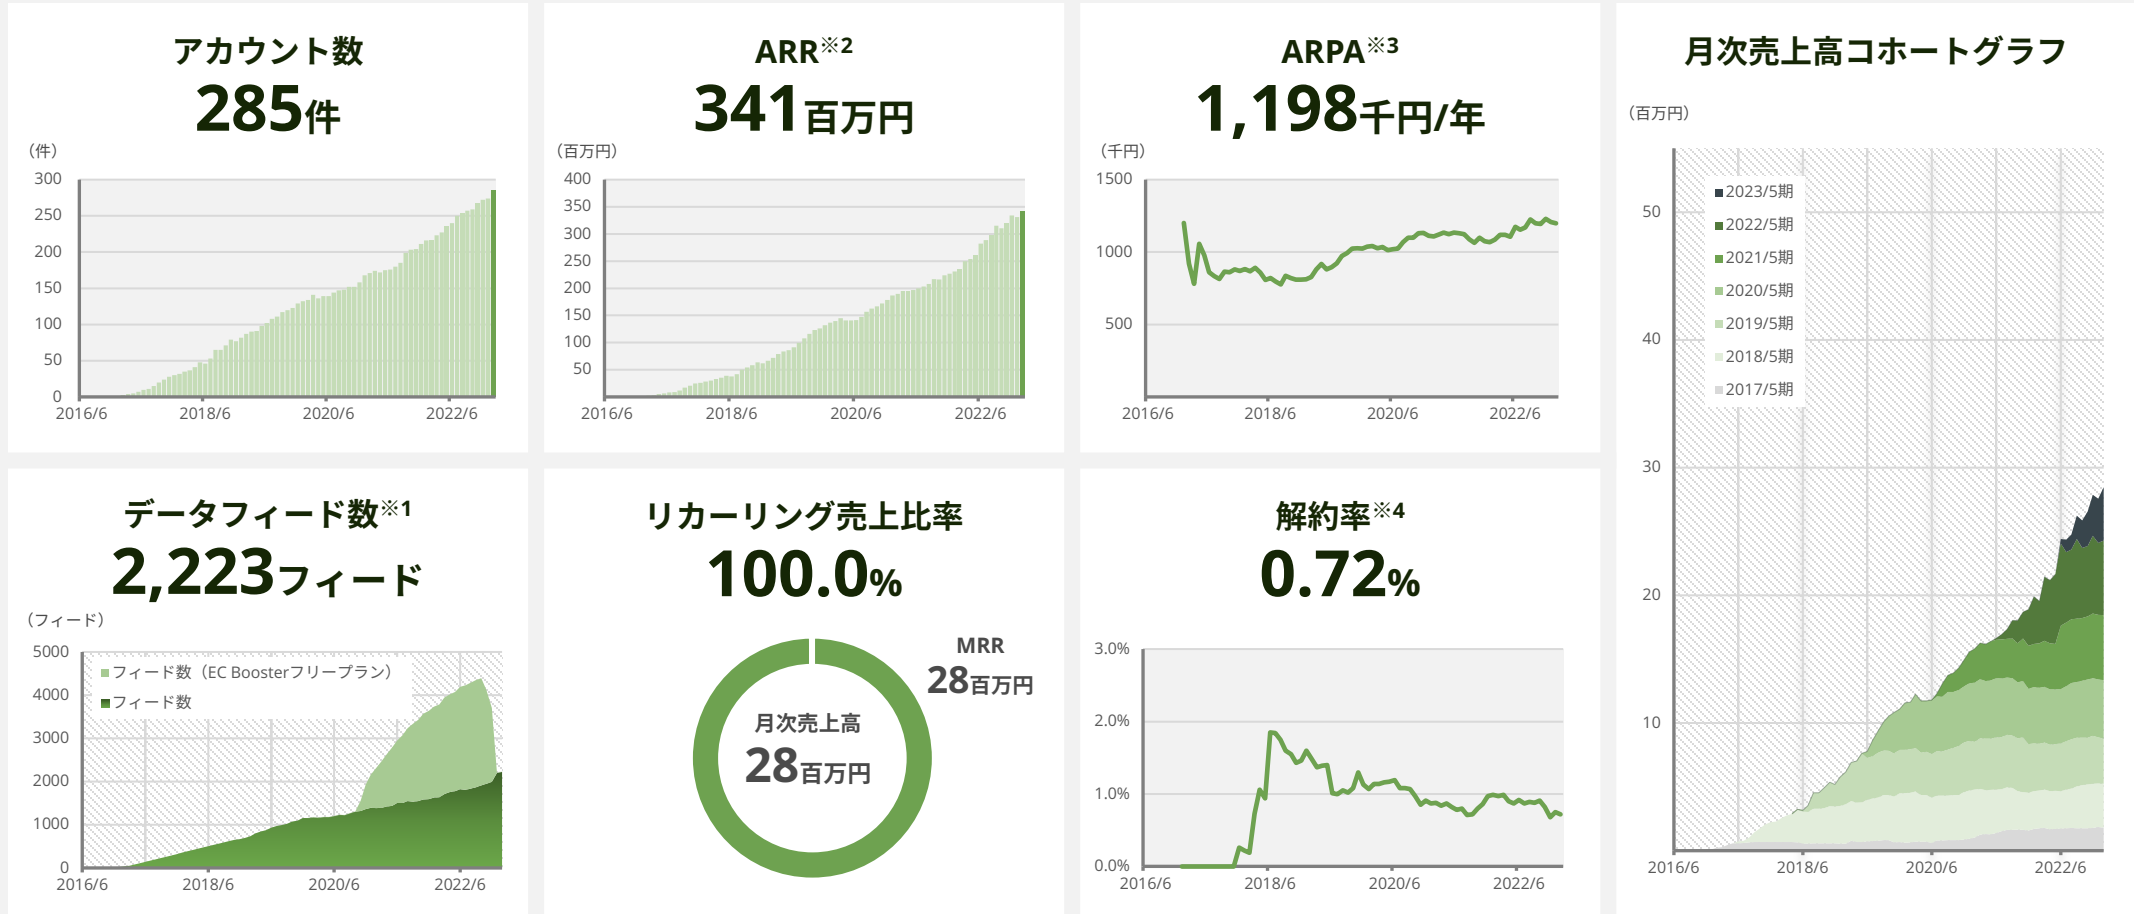 アカウント数
285件
（件）
300
250
200
150
100
50
0
2016/6
2018/6
2020/6
2022/6
ARR※2
341百万円
（百万円）
400
350
300
250
200
150
100
50
2016/6
2018/6
2020/6
2022/6
ARPA※3
1,198千円/年
（千円）
1500
1000
500
2016/6
2018/6
2020/6
2022/6
月次売上高コホートグラフ
（百万円）
50
40
30
20
10
2023/5期
2022/5期
2021/5期
2020/5期
2019/5期
2018/5期
2017/5期
2016/6
2018/6
2020/6
2022/6
データフィード数※1
2,223フィード
（フィード）
5000
4000
3000
2000
1000
0
フィード数（EC Boosterフリープラン）
フィード数
2016/6
2018/6
2020/6
2022/6
リカーリング売上比率
100.0%
MRR
28百万円
月次売上高
28百万円
解約率※4
0.72%
3.0%
2.0%
1.0%
0.0%
2016/6
2018/6
2020/6
2022/6